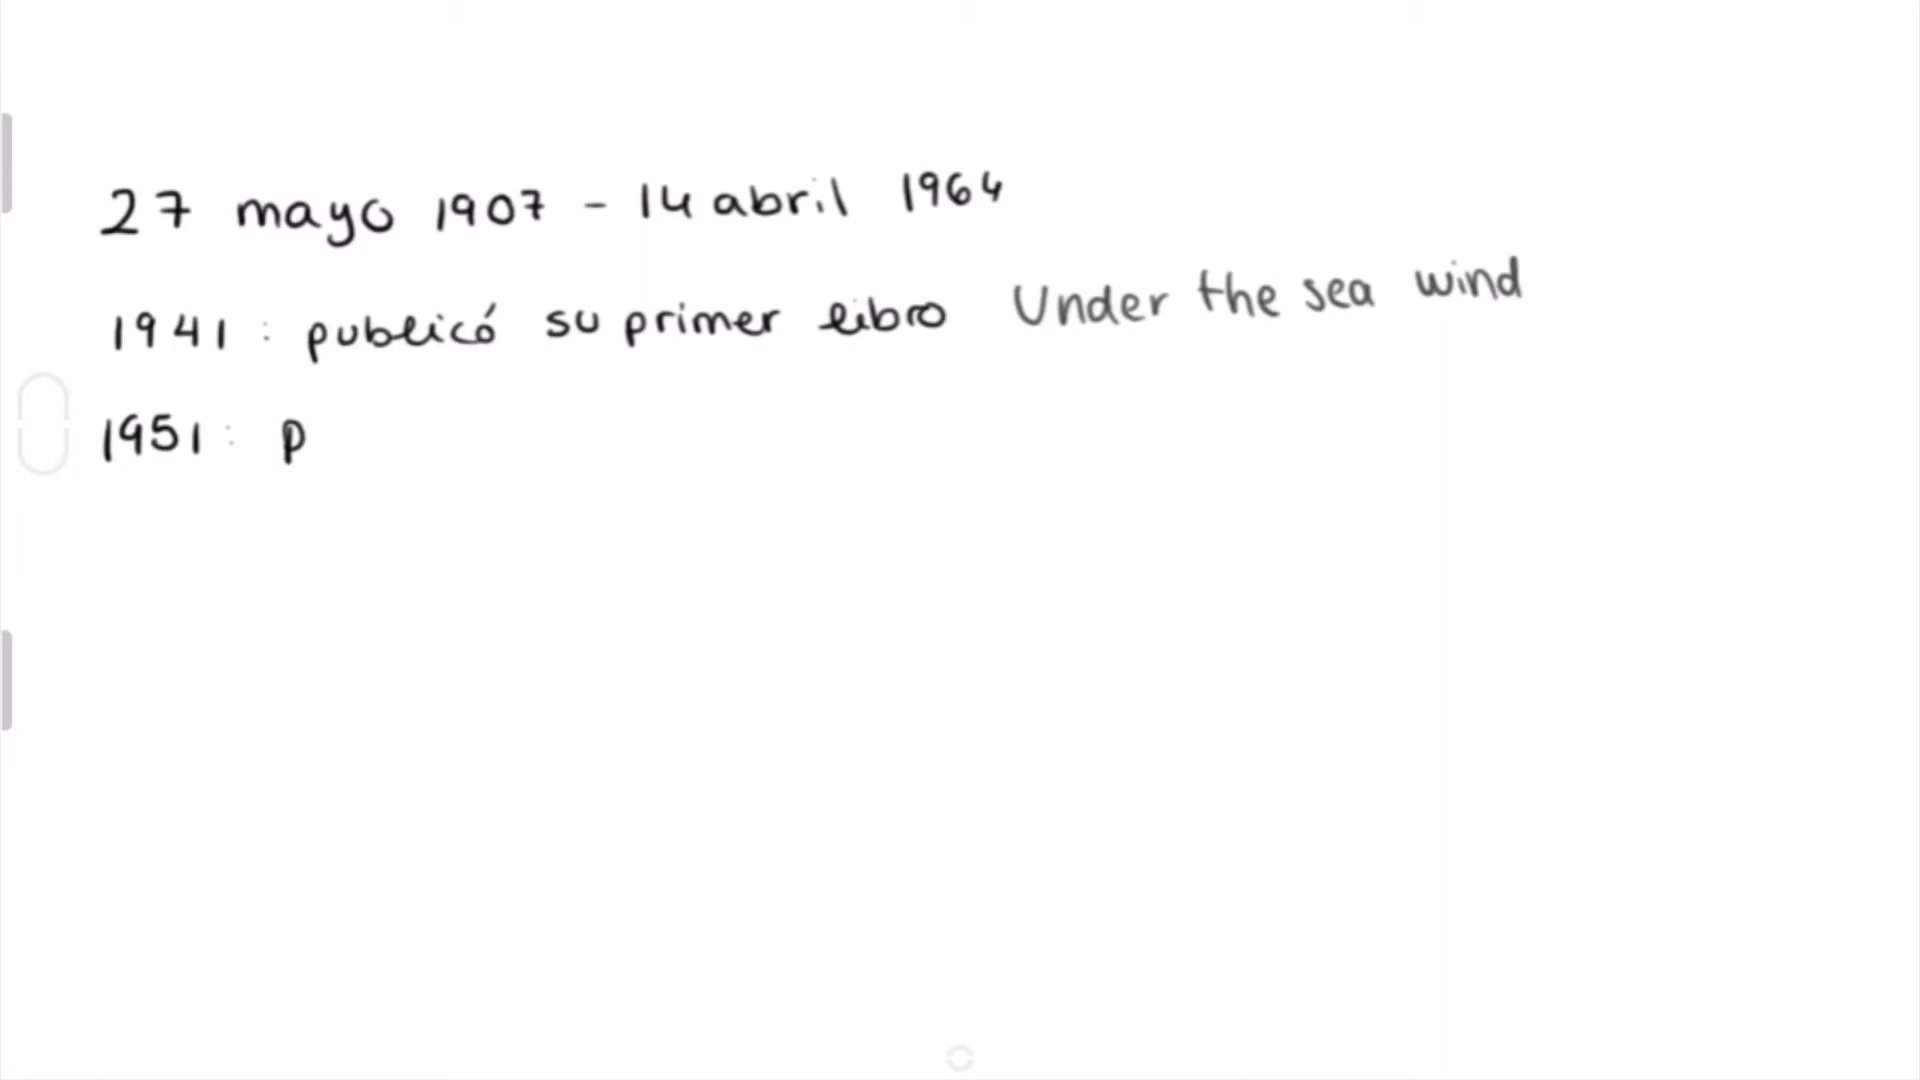 27 mayo 1907 - 14 abril 1964
1941: publicó su primer libro Under the sea wind
1951: p